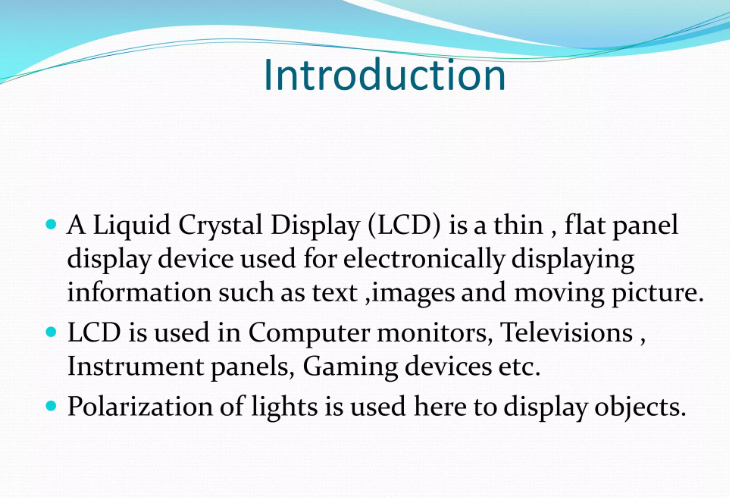 Introduction
• A Liquid Crystal Display (LCD) is a thin , flat panel
display device used for electronically displaying
information such as text ,images and moving picture.
• LCD is used in Computer monitors, Televisions ,
Instrument panels, Gaming devices etc.
• Polarization of lights is used here to display objects.